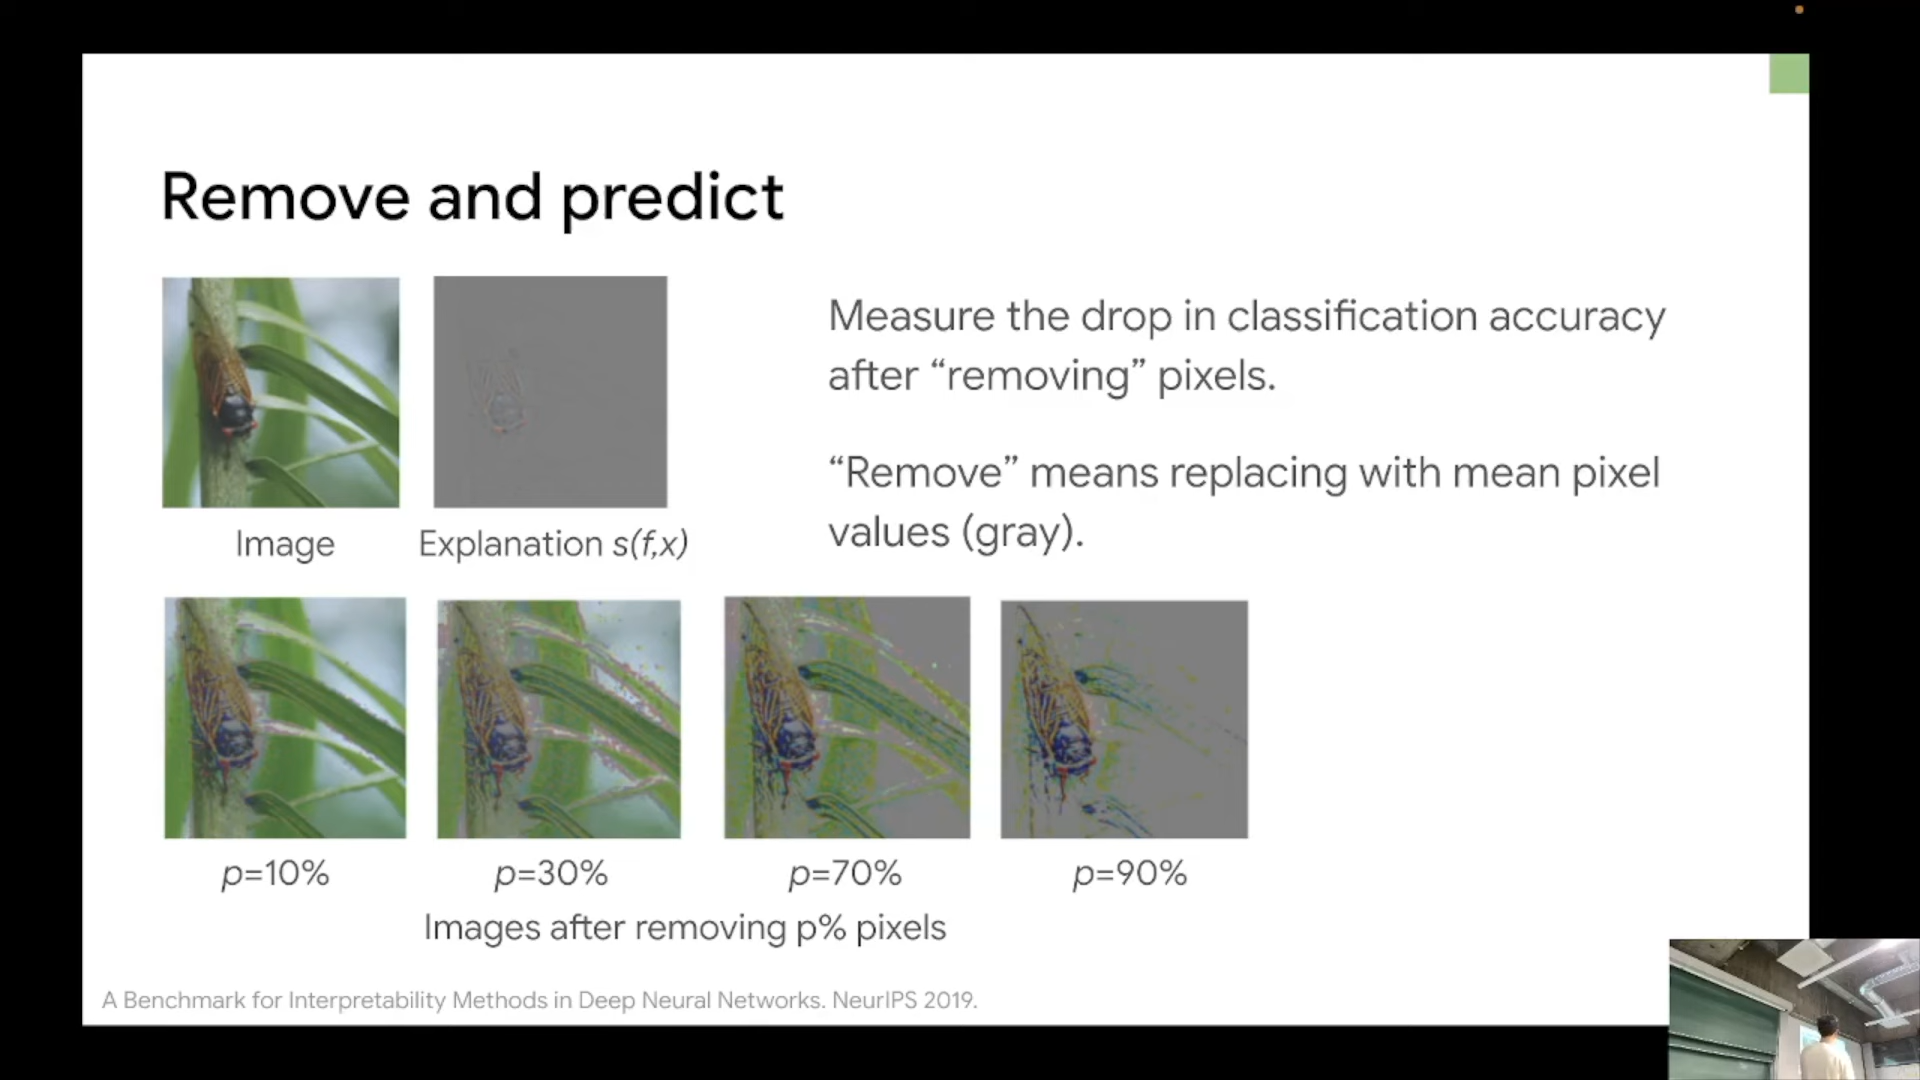 Remove and predict
Measure the drop in classification accuracy
after “removing” pixels.
“Remove” means replacing with mean pixel
values (gray).
Image
Explanation s(f,x)
p=10%
p=30%
p=70%
p=90%
Images after removing p% pixels
A Benchmark for Interpretability Methods in Deep Neural Networks. NeurIPS 2019.